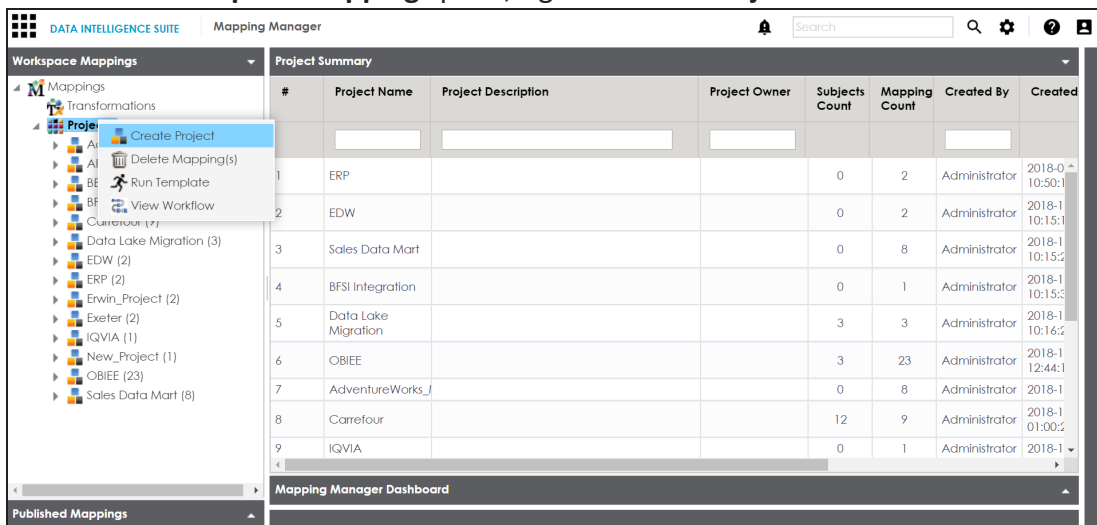 DATA INTELLIGENCE SUITE Mapping Manager Search
Workspace Mappings
Mappings
Transformations
Create Project
Delete Mapping(s)
Run Template
View Workflow
Data Lake Migration (3)
EDW (2)
ERP (2)
Erwin_Project (2)
Exeter (2)
IQVIA (1)
New_Project (1)
OBIEE (23)
Sales Data Mart (8)
Published Mappings
Project Summary
# Project Name Project Description Project Owner Subjects Count Mapping Count Created By Created
1 ERP 0 2 Administrator
2 EDW 0 2 Administrator
3 Sales Data Mart 0 8 Administrator
4 BFSI Integration 0 1 Administrator
5 Data Lake Migration 3 3 Administrator
6 OBIEE 3 23 Administrator
7 AdventureWorks_ 0 8 Administrator
8 Carrefour 12 9 Administrator
9 IQVIA 0 1 Administrator
Mapping Manager Dashboard